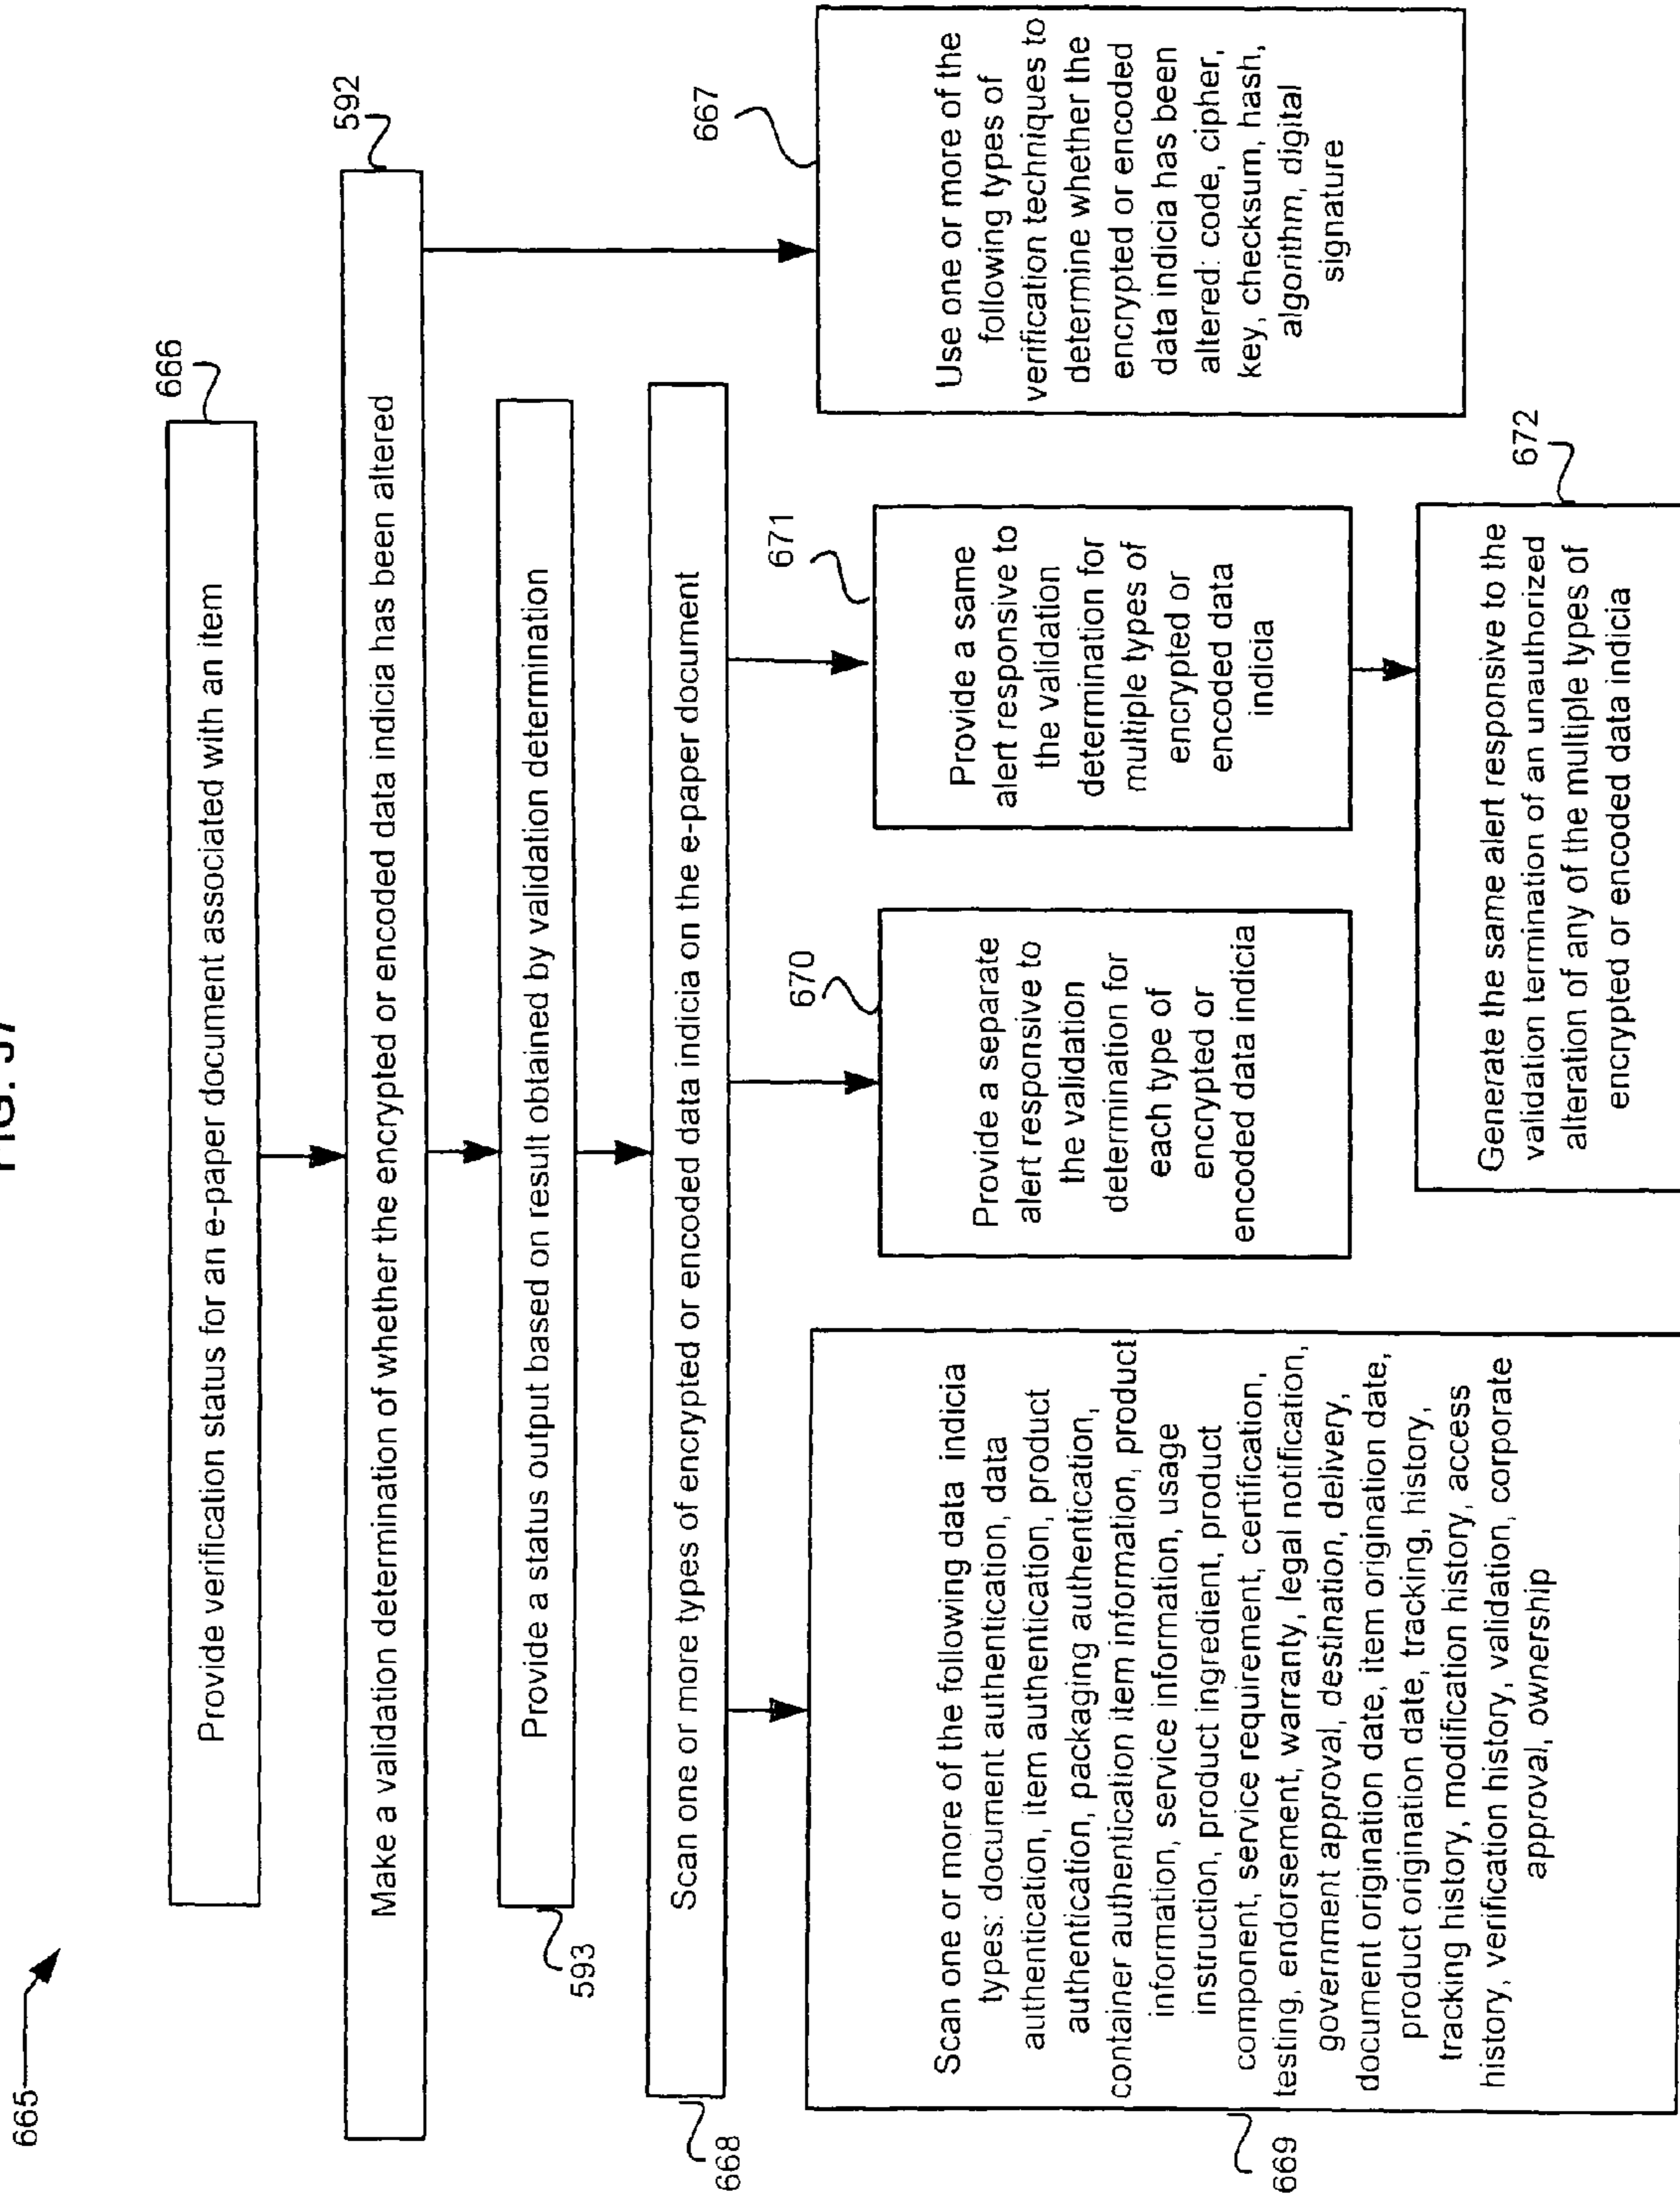 FIG. 37
665
666
Provide verification status for an e-paper document associated with an item
592
Make a validation determination of whether the encrypted or encoded data indicia has been altered
593
Provide a status output based on result obtained by validation determination
668
Scan one or more types of encrypted or encoded data indicia on the e-paper document
667
Use one or more of the
following types of
verification techniques to
determine whether the
encrypted or encoded
data indicia has been
altered: code, cipher,
key, checksum, hash,
algorithm, digital
signature
669
Scan one or more of the following data indicia
types: document authentication, data
authentication, item authentication, product
authentication, packaging authentication,
container authentication item information, product
information, service information, usage
instruction, product ingredient, product
component, service requirement, certification,
testing, endorsement, warranty, legal notification,
government approval, destination, delivery,
document origination date, item origination date,
product origination date, tracking, history,
tracking history, modification history, access
history, verification history, validation, corporate
approval, ownership
670
Provide a separate
alert responsive to
the validation
determination for
each type of
encrypted or
encoded data indicia
671
Provide a same
alert responsive to
the validation
determination for
multiple types of
encrypted or
encoded data
indicia
672
Generate the same alert responsive to the
validation termination of an unauthorized
alteration of any of the multiple types of
encrypted or encoded data indicia